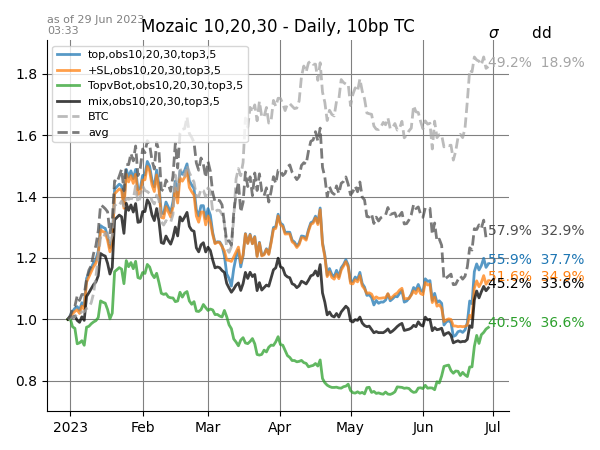 as of 29 Jun 2023
03:33
Mozaic 10,20,30 - Daily, 10bp TC
σ dd
top,obs10,20,30,top3,5
+SL,obs10,20,30,top3,5
TopvBot,obs10,20,30,top3,5
mix,obs10,20,30,top3,5
BTC
avg
49.2% 18.9%
57.9% 32.9%
55.9% 37.7%
51.6% 34.9%
45.2% 33.6%
40.5% 36.6%
1.8
1.6
1.4
1.2
1.0
0.8
2023 Feb Mar Apr May Jun Jul